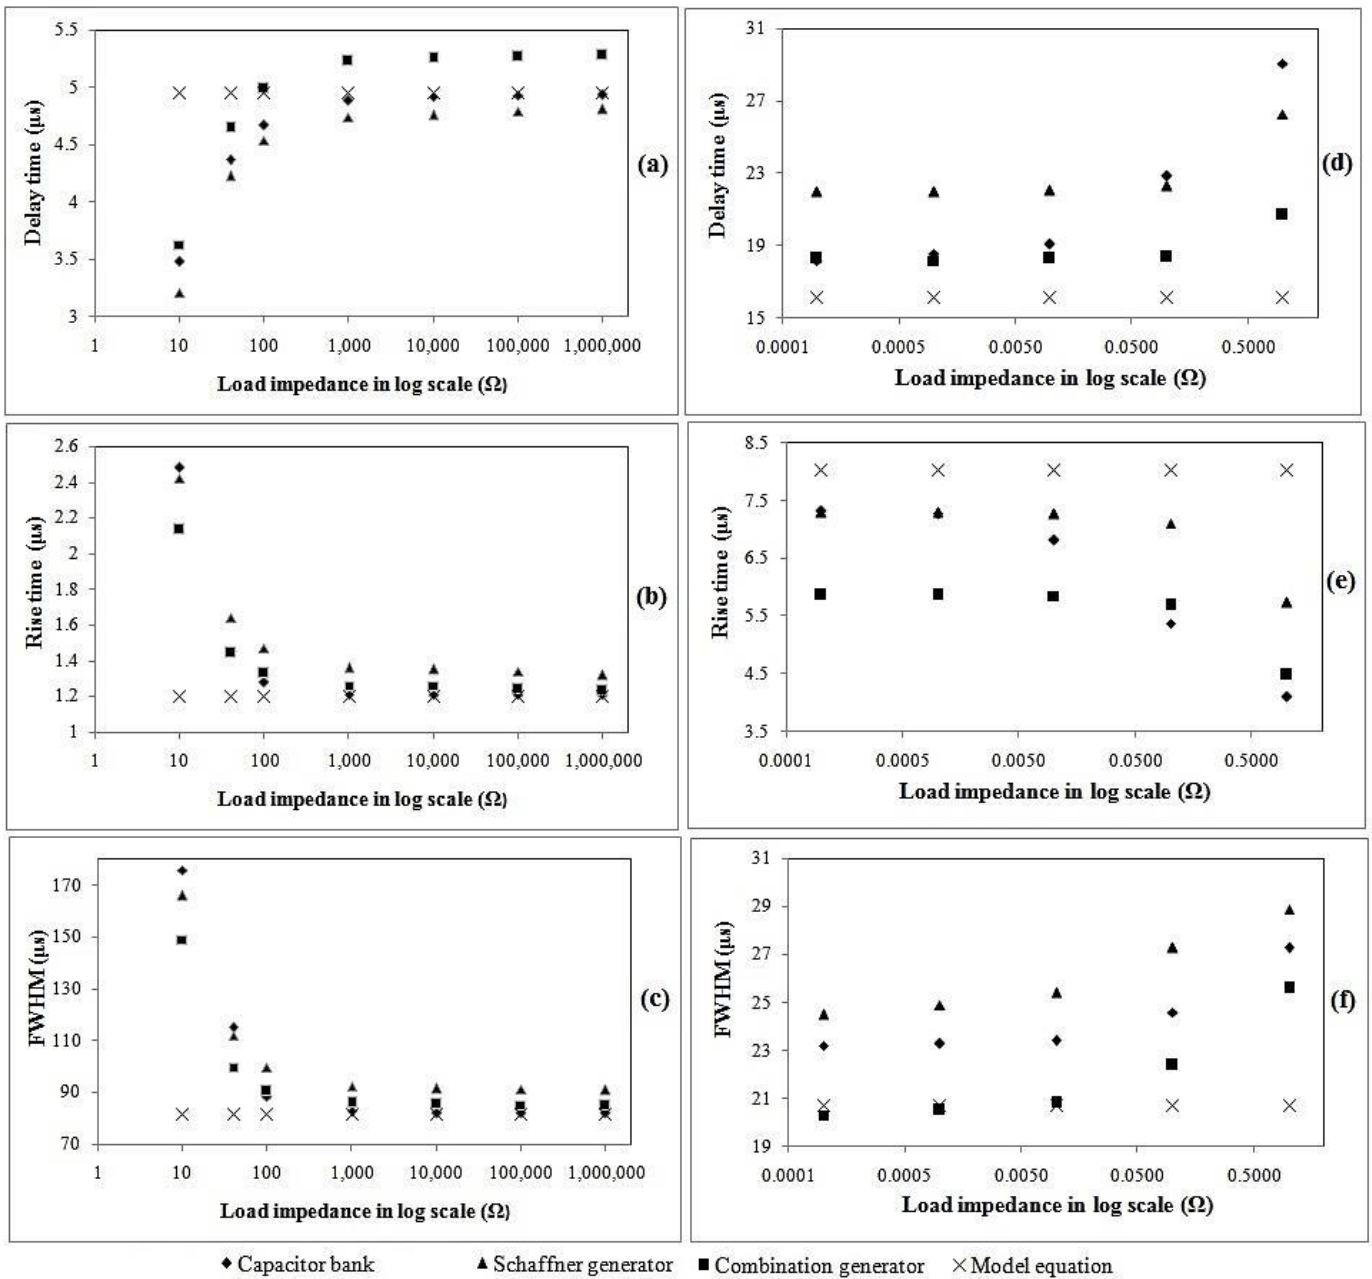 5.5
5
4.5
4
3.5
3
Delay time (μs)
1 10 100 1,000 10,000 100,000 1,000,000
Load impedance in log scale (Ω)
(a)
31
27
23
19
15
Delay time (μs)
0.0001 0.0005 0.0050 0.0500 0.5000
Load impedance in log scale (Ω)
(d)
2.6
2.4
2.2
2
1.8
1.6
1.4
1.2
1
Rise time (μs)
1 10 100 1,000 10,000 100,000 1,000,000
Load impedance in log scale (Ω)
(b)
8.5
7.5
6.5
5.5
4.5
3.5
Rise time (μs)
0.0001 0.0005 0.0050 0.0500 0.5000
Load impedance in log scale (Ω)
(e)
170
150
130
110
90
70
FWHM (μs)
1 10 100 1,000 10,000 100,000 1,000,000
Load impedance in log scale (Ω)
(c)
31
29
27
25
23
21
19
FWHM (μs)
0.0001 0.0005 0.0050 0.0500 0.5000
Load impedance in log scale (Ω)
(f)
Capacitor bank Schaffner generator Combination generator Model equation